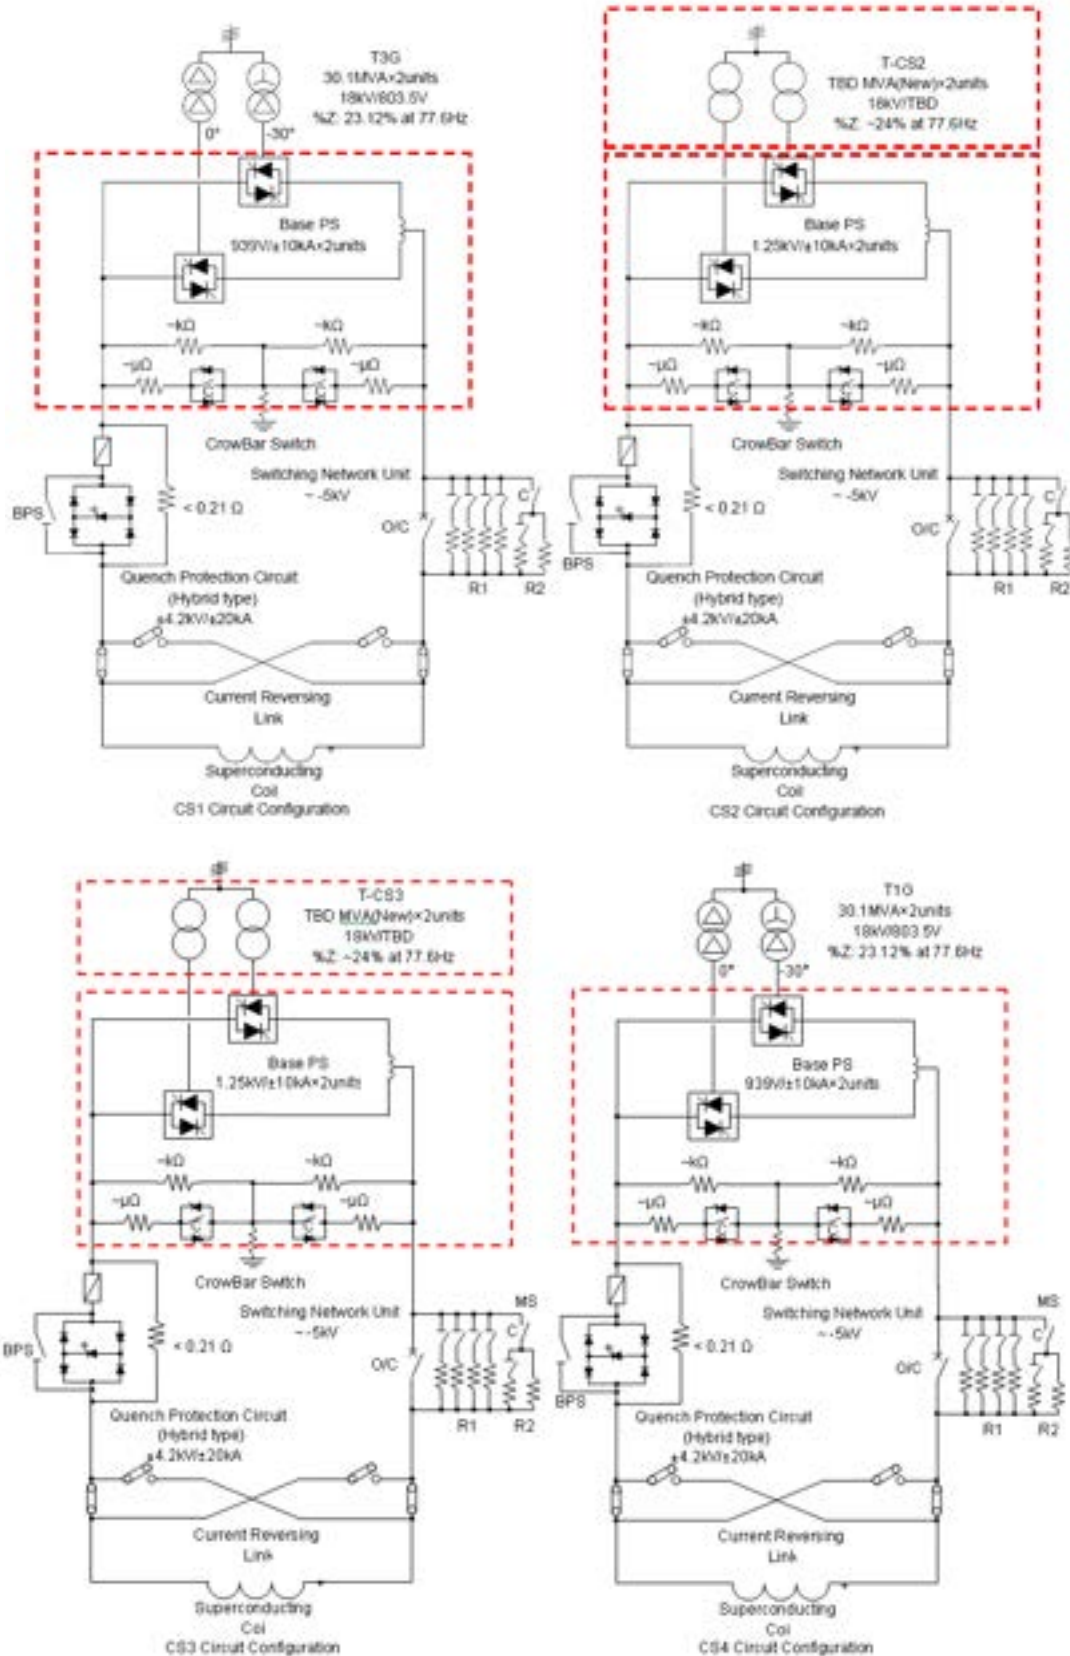 T3G
30.1MVA×2units
18kV/803.5V
%Z: 23.12% at 77.6Hz
0°
-30°
Base PS
939V/±10kA×2units
~kΩ
~kΩ
~μΩ
~μΩ
CrowBar Switch
Switching Network Unit
~ -5kV
BPS
< 0.21 Ω
O/C
C
R1
R2
Quench Protection Circuit
(Hybrid type)
±4.2kV/±20kA
Current Reversing
Link
Superconducting
Coil
CS1 Circuit Configuration
T-CS2
TBD MVA(New)×2units
18kV/TBD
%Z: ~24% at 77.6Hz
Base PS
1.25kV/±10kA×2units
~kΩ
~kΩ
~μΩ
~μΩ
CrowBar Switch
Switching Network Unit
~ -5kV
BPS
< 0.21 Ω
O/C
C
R1
R2
Quench Protection Circuit
(Hybrid type)
±4.2kV/±20kA
Current Reversing
Link
Superconducting
Coil
CS2 Circuit Configuration
T-CS3
TBD MVA(New)×2units
18kV/TBD
%Z: ~24% at 77.6Hz
Base PS
1.25kV/±10kA×2units
~kΩ
~kΩ
~μΩ
~μΩ
CrowBar Switch
Switching Network Unit
~ -5kV
MS
BPS
< 0.21 Ω
O/C
C
R1
R2
Quench Protection Circuit
(Hybrid type)
±4.2kV/±20kA
Current Reversing
Link
Superconducting
Coi
CS3 Circuit Configuration
T1G
30.1MVA×2units
18kV/803.5V
%Z: 23.12% at 77.6Hz
0°
-30°
Base PS
939V/±10kA×2units
~kΩ
~kΩ
~μΩ
~μΩ
CrowBar Switch
Switching Network Unit
~ -5kV
MS
BPS
< 0.21 Ω
O/C
C
R1
R2
Quench Protection Circuit
(Hybrid type)
±4.2kV/±20kA
Current Reversing
Link
Superconducting
Coi
CS4 Circuit Configuration